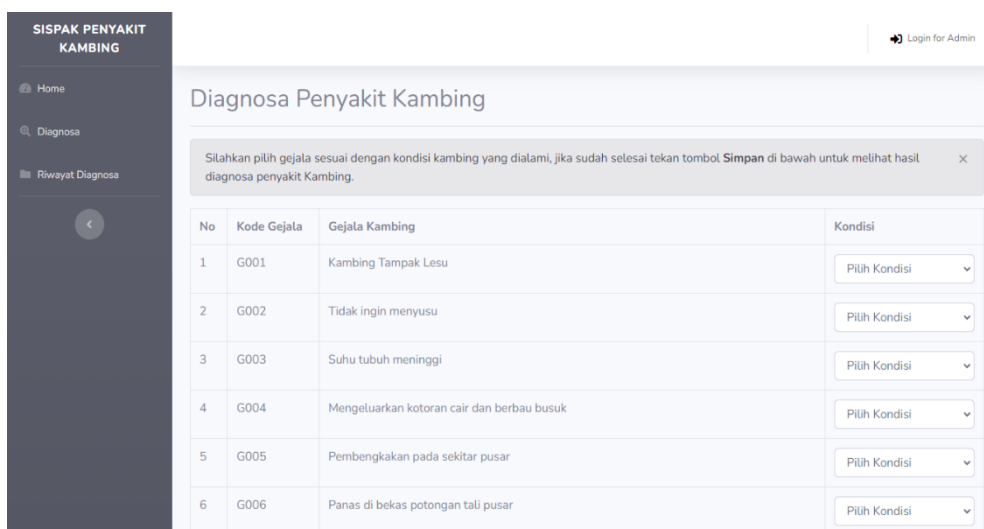 SISPAK PENYAKIT
KAMBING
Login for Admin
Home
Diagnosa
Riwayat Diagnosa
Diagnosa Penyakit Kambing
Silahkan pilih gejala sesuai dengan kondisi kambing yang dialami, jika sudah selesai tekan tombol Simpan di bawah untuk melihat hasil
diagnosa penyakit Kambing.
No Kode Gejala Gejala Kambing Kondisi
1 G001 Kambing Tampak Lesu Pilih Kondisi
2 G002 Tidak ingin menyusu Pilih Kondisi
3 G003 Suhu tubuh meninggi Pilih Kondisi
4 G004 Mengeluarkan kotoran cair dan berbau busuk Pilih Kondisi
5 G005 Pembengkakan pada sekitar pusar Pilih Kondisi
6 G006 Panas di bekas potongan tali pusar Pilih Kondisi